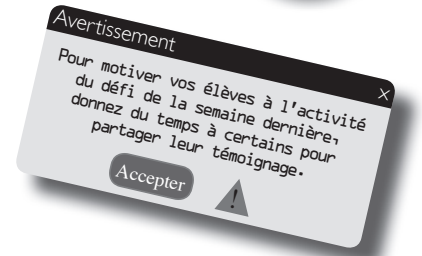 Avertissement
×
Pour motiver vos élèves à l'activité
du défi de la semaine dernière,
donnez du temps à certains pour
partager leur témoignage.
Accepter
!